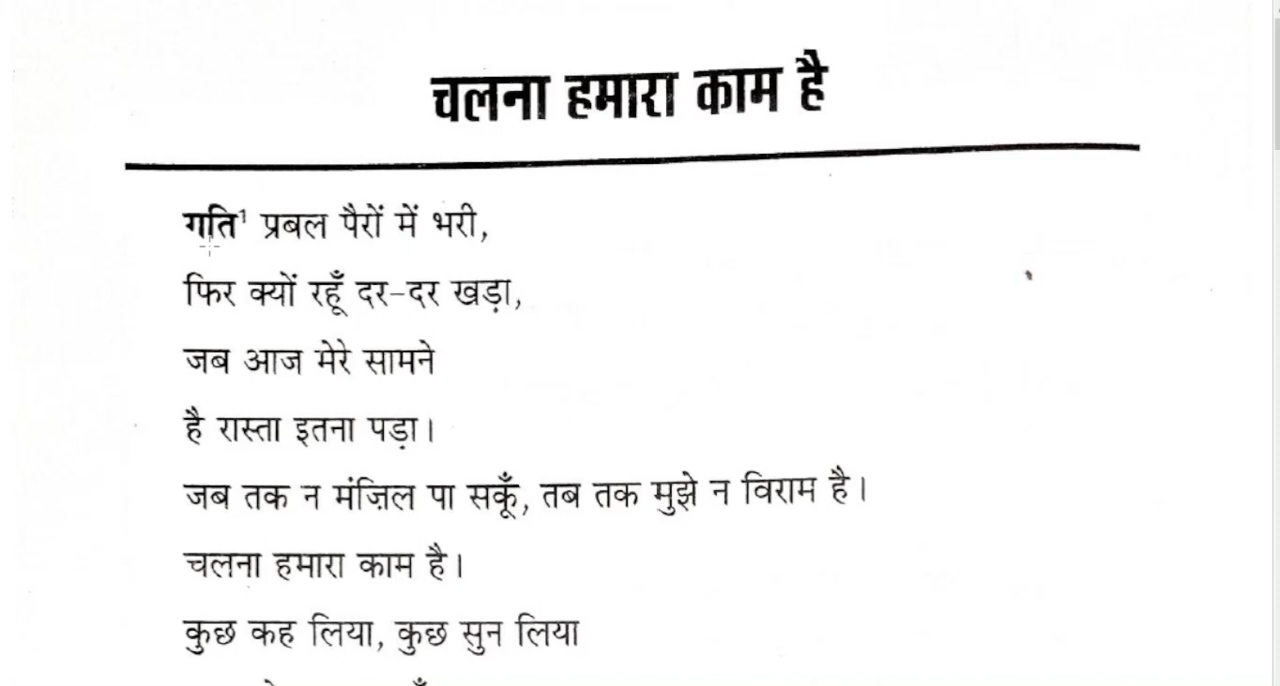 चलना हमारा काम है
गति¹ प्रबल पैरों में भरी,
फिर क्यों रहूँ दर-दर खड़ा,
जब आज मेरे सामने
है रास्ता इतना पड़ा।
जब तक न मंज़िल पा सकूँ, तब तक मुझे न विराम है।
चलना हमारा काम है।
कुछ कह लिया, कुछ सुन लिया